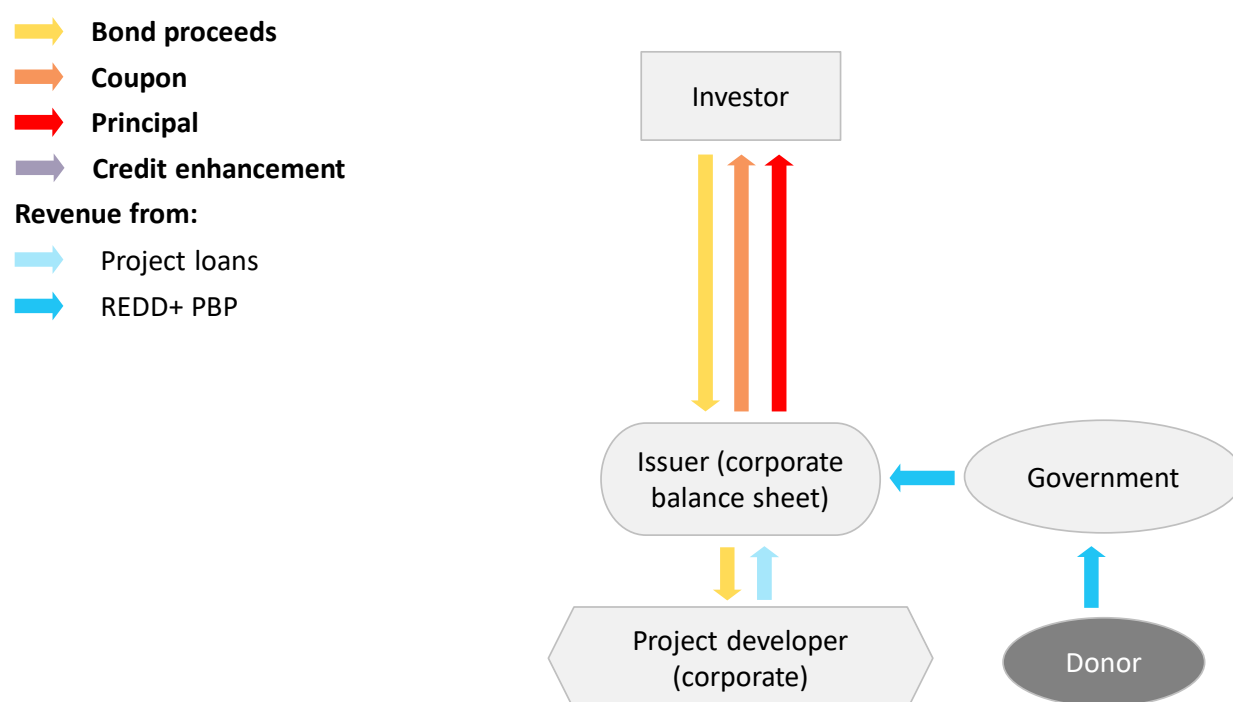 Bond proceeds
Coupon
Principal
Credit enhancement
Revenue from:
Project loans
REDD+ PBP
Investor
Issuer (corporate
balance sheet)
Government
Project developer
(corporate)
Donor